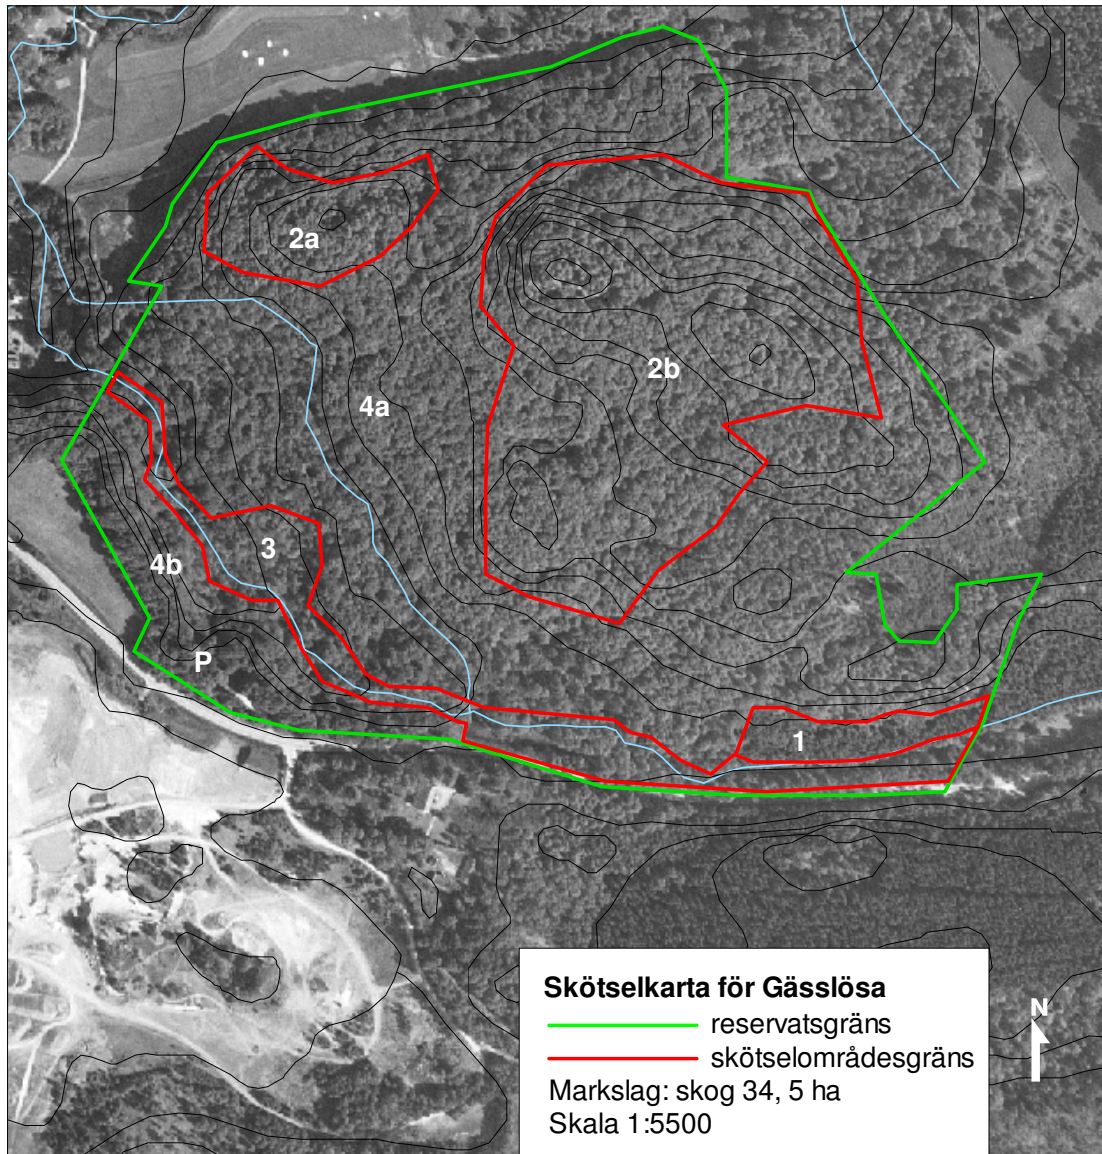 2a
2b
4a
3
4b
P
1
Skötselkarta för Gässlösa
reservatsgräns
skötselområdesgräns
Markslag: skog 34, 5 ha
Skala 1:5500
N